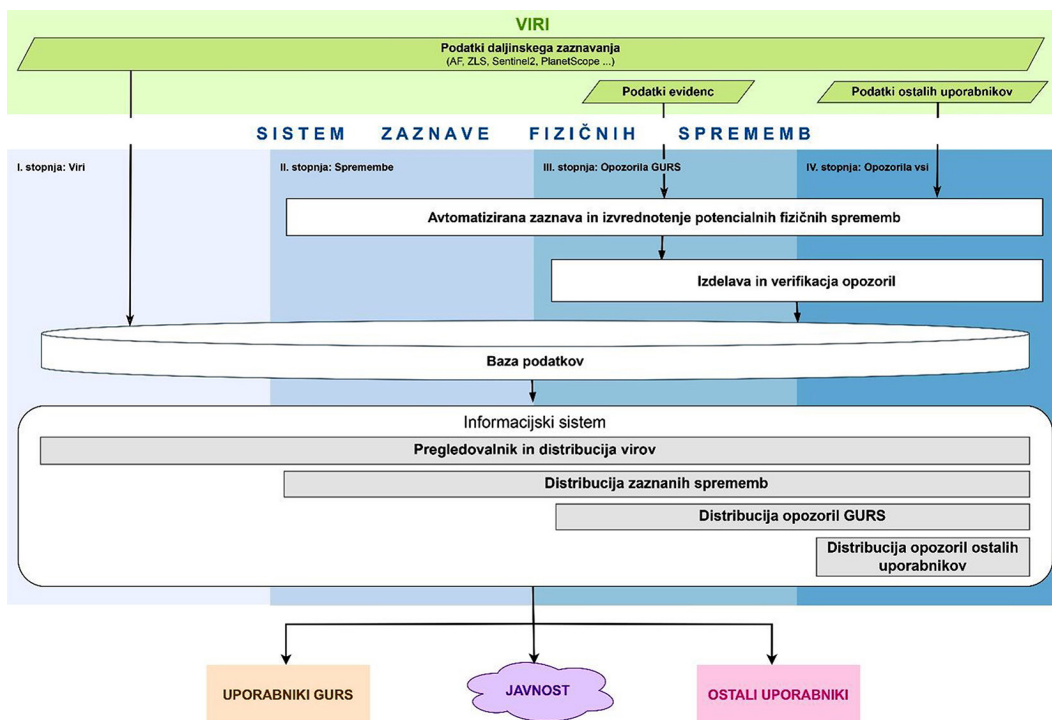 VIRI
Podatki daljinskega zaznavanja
(AF, ZLS, Sentinel2, PlanetScope ...)
Podatki evidenc
Podatki ostalih uporabnikov
SISTEM ZAZNAVE FIZIČNIH SPREMEMB
I. stopnja: Viri
II. stopnja: Spremembe
III. stopnja: Opozorila GURS
IV. stopnja: Opozorila vsi
Avtomatizirana zaznava in izvrednotenje potencialnih fizičnih sprememb
Izdelava in verifikacja opozoril
Baza podatkov
Informacijski sistem
Pregledovalnik in distribucija virov
Distribucija zaznanih sprememb
Distribucija opozoril GURS
Distribucija opozoril ostalih
uporabnikov
UPORABNIKI GURS
JAVNOST
OSTALI UPORABNIKI